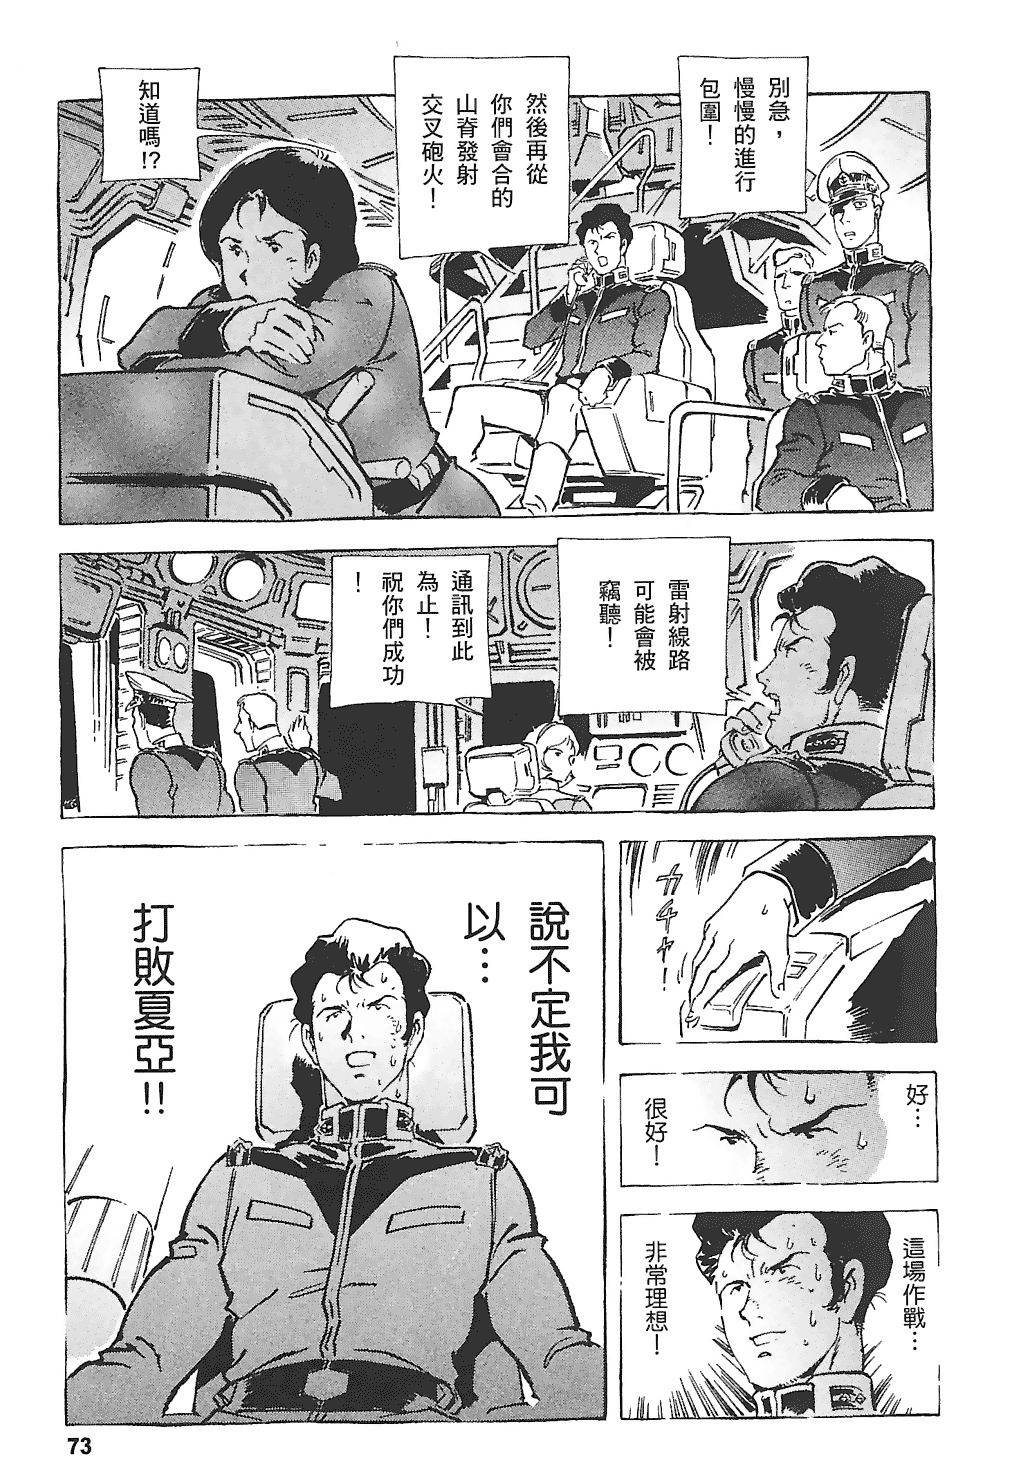 別急，
慢慢的進行
包圍！
然後再從
你們會合的
山脊發射
交叉砲火！
知道嗎!?
雷射線路
可能會被
竊聽！
通訊到此
為止！
祝你們成功
！
カチャー！
好…
很好！
這場作戰…
非常理想！
說不定我可
以…
打敗夏亞!!
73